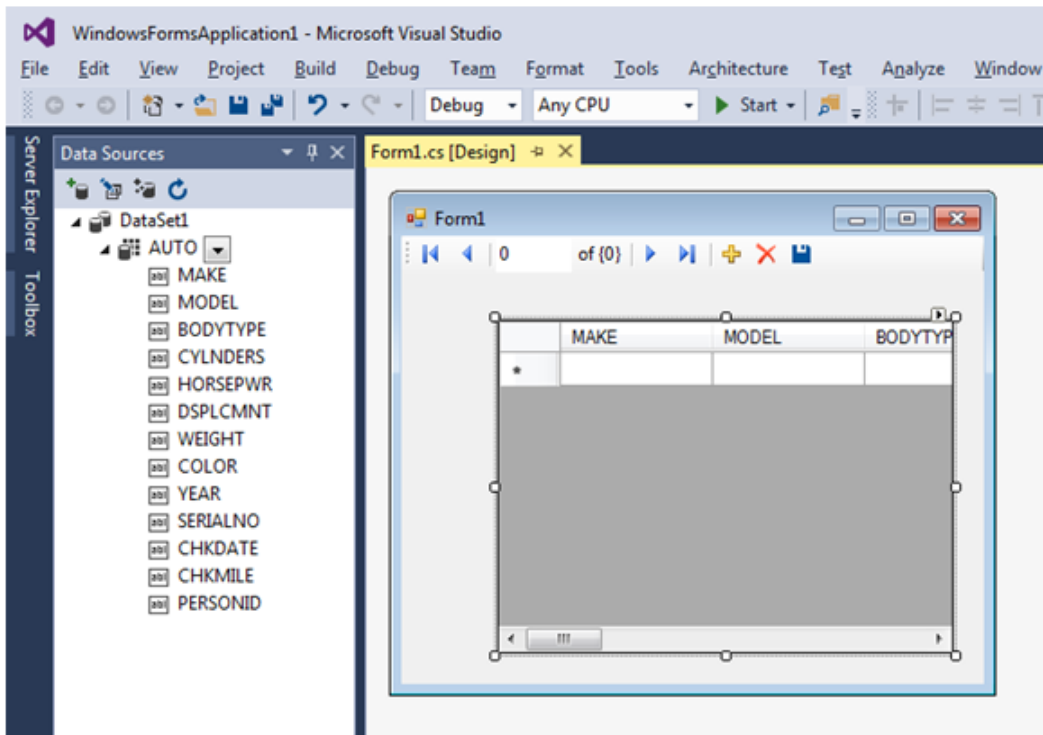 WindowsFormsApplication1 - Microsoft Visual Studio
File Edit View Project Build Debug Team Format Tools Architecture Test Analyze Window
Debug Any CPU Start
Server Explorer
Toolbox
Data Sources
Form1.cs [Design]
DataSet1
AUTO
MAKE
MODEL
BODYTYPE
CYLNDERS
HORSEPWR
DSPLCMNT
WEIGHT
COLOR
YEAR
SERIALNO
CHKDATE
CHKMILE
PERSONID
Form1
0 of {0}
MAKE MODEL BODYTYP
*